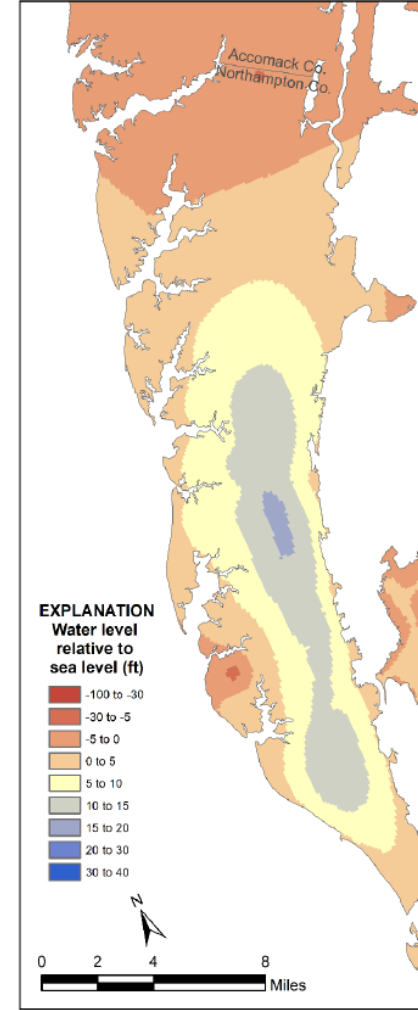 Accomack Co.
Northampton Co.
EXPLANATION
Water level
relative to
sea level (ft)
-100 to -30
-30 to -5
-5 to 0
0 to 5
5 to 10
10 to 15
15 to 20
20 to 30
30 to 40
N
0 2 4 8
Miles